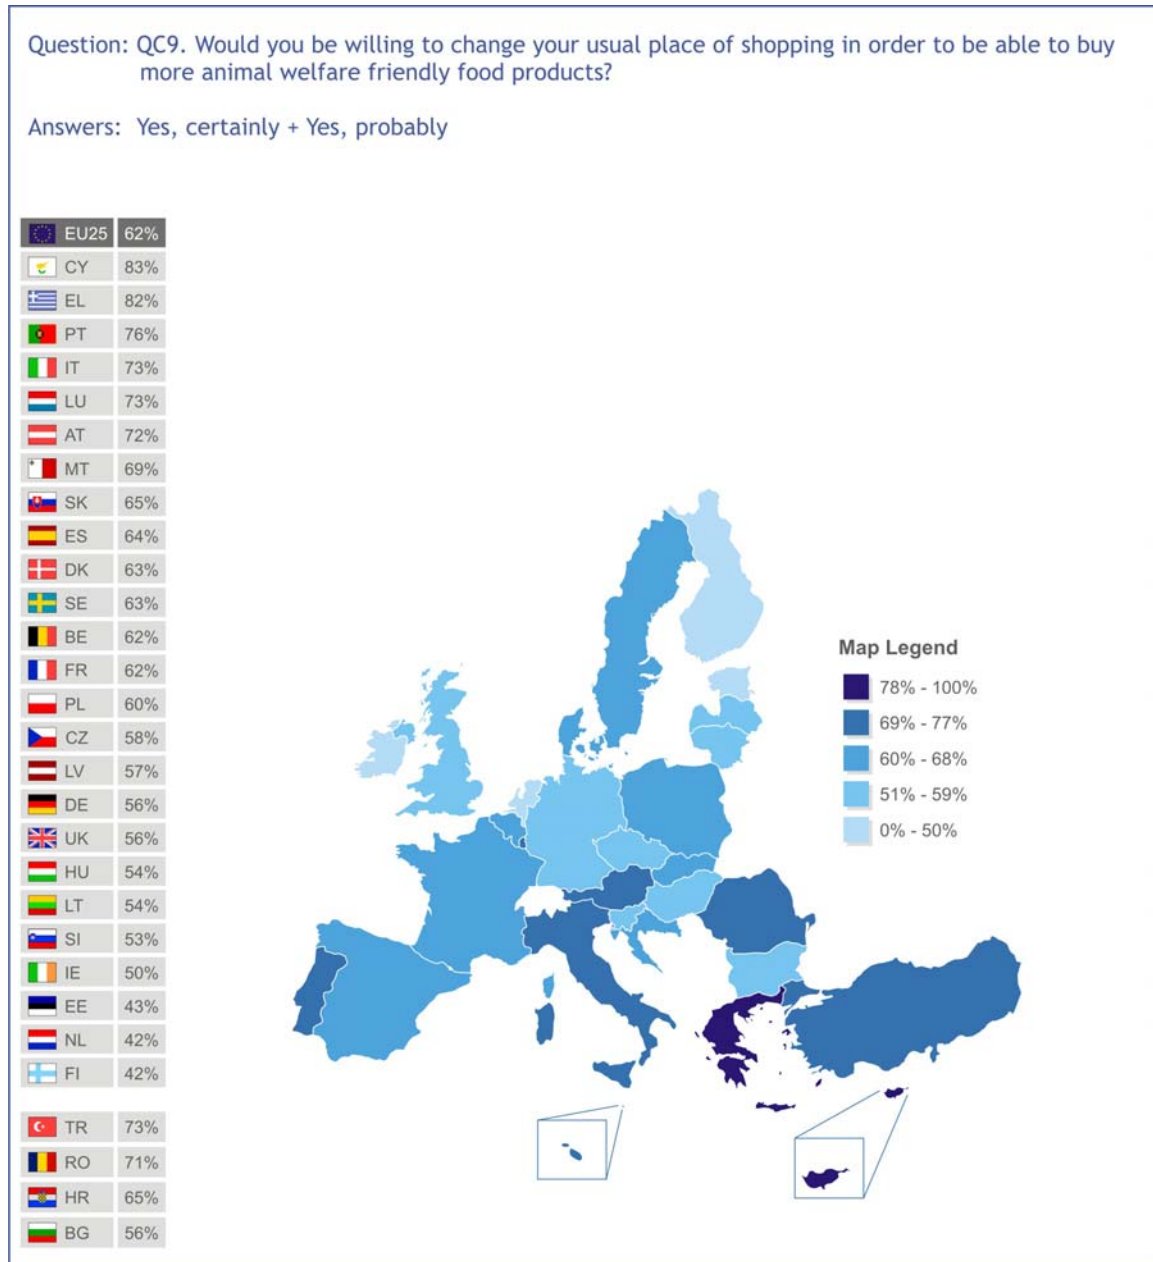 Question: QC9. Would you be willing to change your usual place of shopping in order to be able to buy
more animal welfare friendly food products?
Answers: Yes, certainly + Yes, probably
EU25 62%
CY 83%
EL 82%
PT 76%
IT 73%
LU 73%
AT 72%
MT 69%
SK 65%
ES 64%
DK 63%
SE 63%
BE 62%
FR 62%
PL 60%
CZ 58%
LV 57%
DE 56%
UK 56%
HU 54%
LT 54%
SI 53%
IE 50%
EE 43%
NL 42%
FI 42%
TR 73%
RO 71%
HR 65%
BG 56%
Map Legend
78% - 100%
69% - 77%
60% - 68%
51% - 59%
0% - 50%